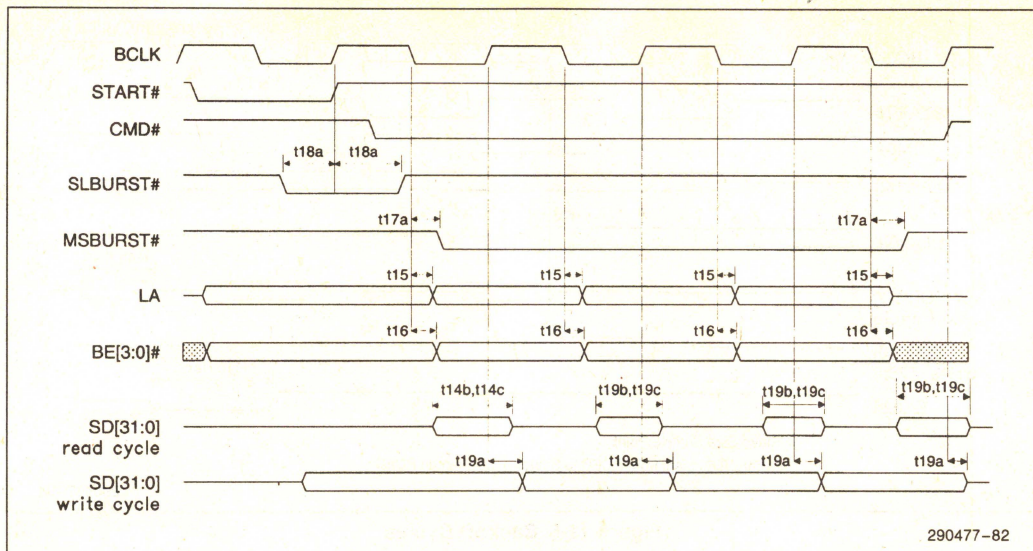 BCLK
START#
CMD#
t18a t18a
SLBURST#
t17a t17a
MSBURST#
t15 t15 t15 t15
LA
t16 t16 t16 t16
BE[3:0]#
t14b,t14c t19b,t19c t19b,t19c t19b,t19c
SD[31:0]
read cycle
t19a t19a t19a t19a
SD[31:0]
write cycle
290477-82